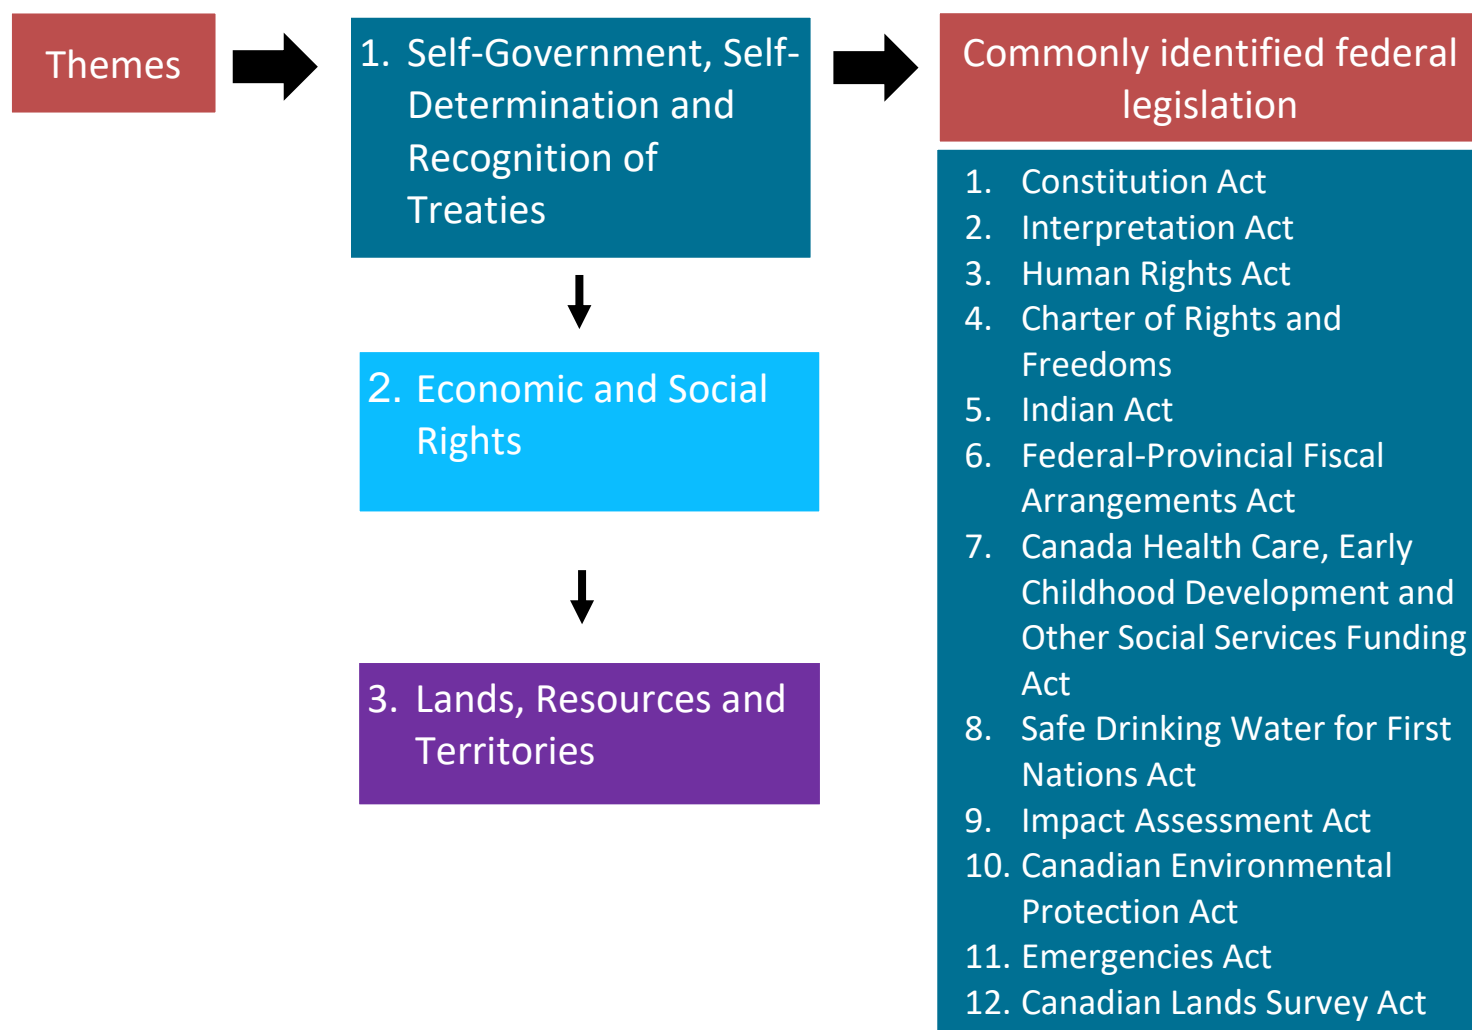 Themes
1. Self-Government, Self-
Determination and
Recognition of
Treaties
2. Economic and Social
Rights
3. Lands, Resources and
Territories
Commonly identified federal
legislation
1. Constitution Act
2. Interpretation Act
3. Human Rights Act
4. Charter of Rights and
Freedoms
5. Indian Act
6. Federal-Provincial Fiscal
Arrangements Act
7. Canada Health Care, Early
Childhood Development and
Other Social Services Funding
Act
8. Safe Drinking Water for First
Nations Act
9. Impact Assessment Act
10. Canadian Environmental
Protection Act
11. Emergencies Act
12. Canadian Lands Survey Act